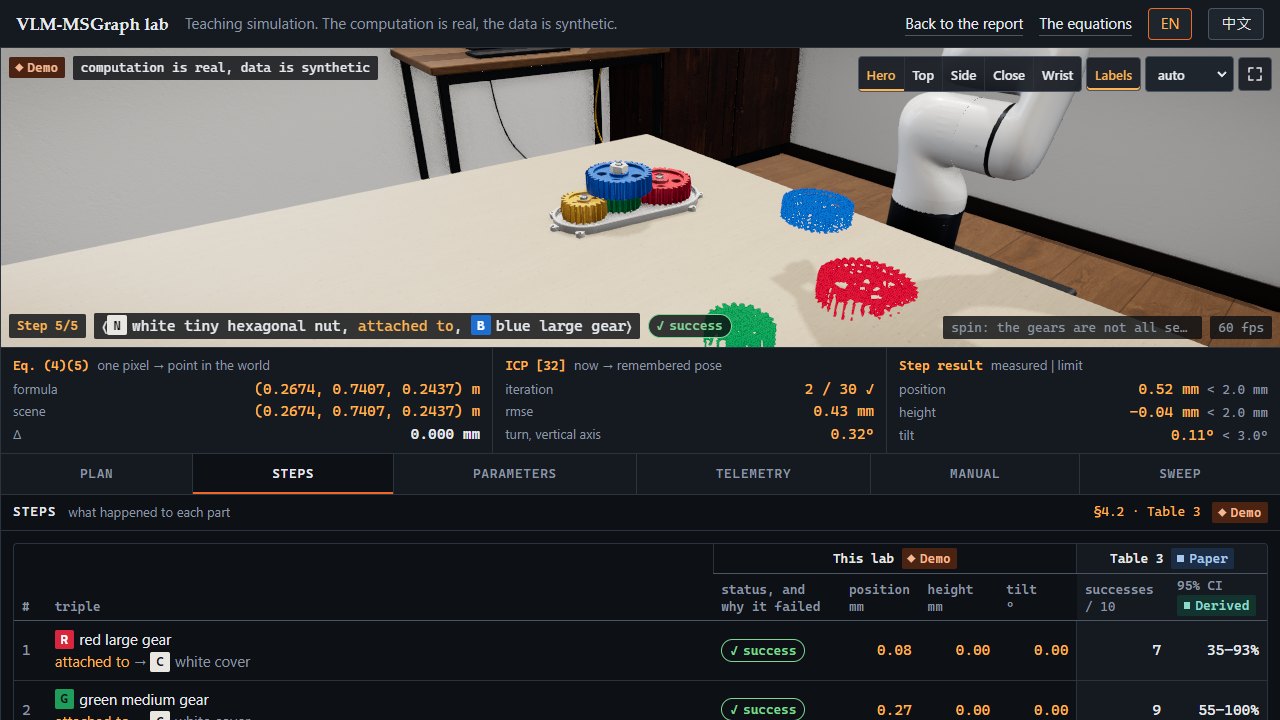 VLM-MSGraph lab Teaching simulation. The computation is real, the data is synthetic. Back to the report The equations EN 中文
◆ Demo computation is real, data is synthetic Hero Top Side Close Wrist Labels auto
Step 5/5 ⟨ N white tiny hexagonal nut, attached to, B blue large gear⟩ ✓ success spin: the gears are not all se… 60 fps
Eq. (4)(5) one pixel → point in the world
formula (0.2674, 0.7407, 0.2437) m
scene (0.2674, 0.7407, 0.2437) m
Δ 0.000 mm
ICP [32] now → remembered pose
iteration 2 / 30 ✓
rmse 0.43 mm
turn, vertical axis 0.32°
Step result measured | limit
position 0.52 mm < 2.0 mm
height −0.04 mm < 2.0 mm
tilt 0.11° < 3.0°
PLAN STEPS PARAMETERS TELEMETRY MANUAL SWEEP
STEPS what happened to each part §4.2 · Table 3 ◆ Demo
This lab ◆ Demo Table 3 ■ Paper
# triple status, and why it failed position mm height mm tilt ° successes / 10 95% CI ■ Derived
1 R red large gear attached to → C white cover ✓ success 0.08 0.00 0.00 7 35–93%
2 G green medium gear attached to → C white cover ✓ success 0.27 0.00 0.00 9 55–100%